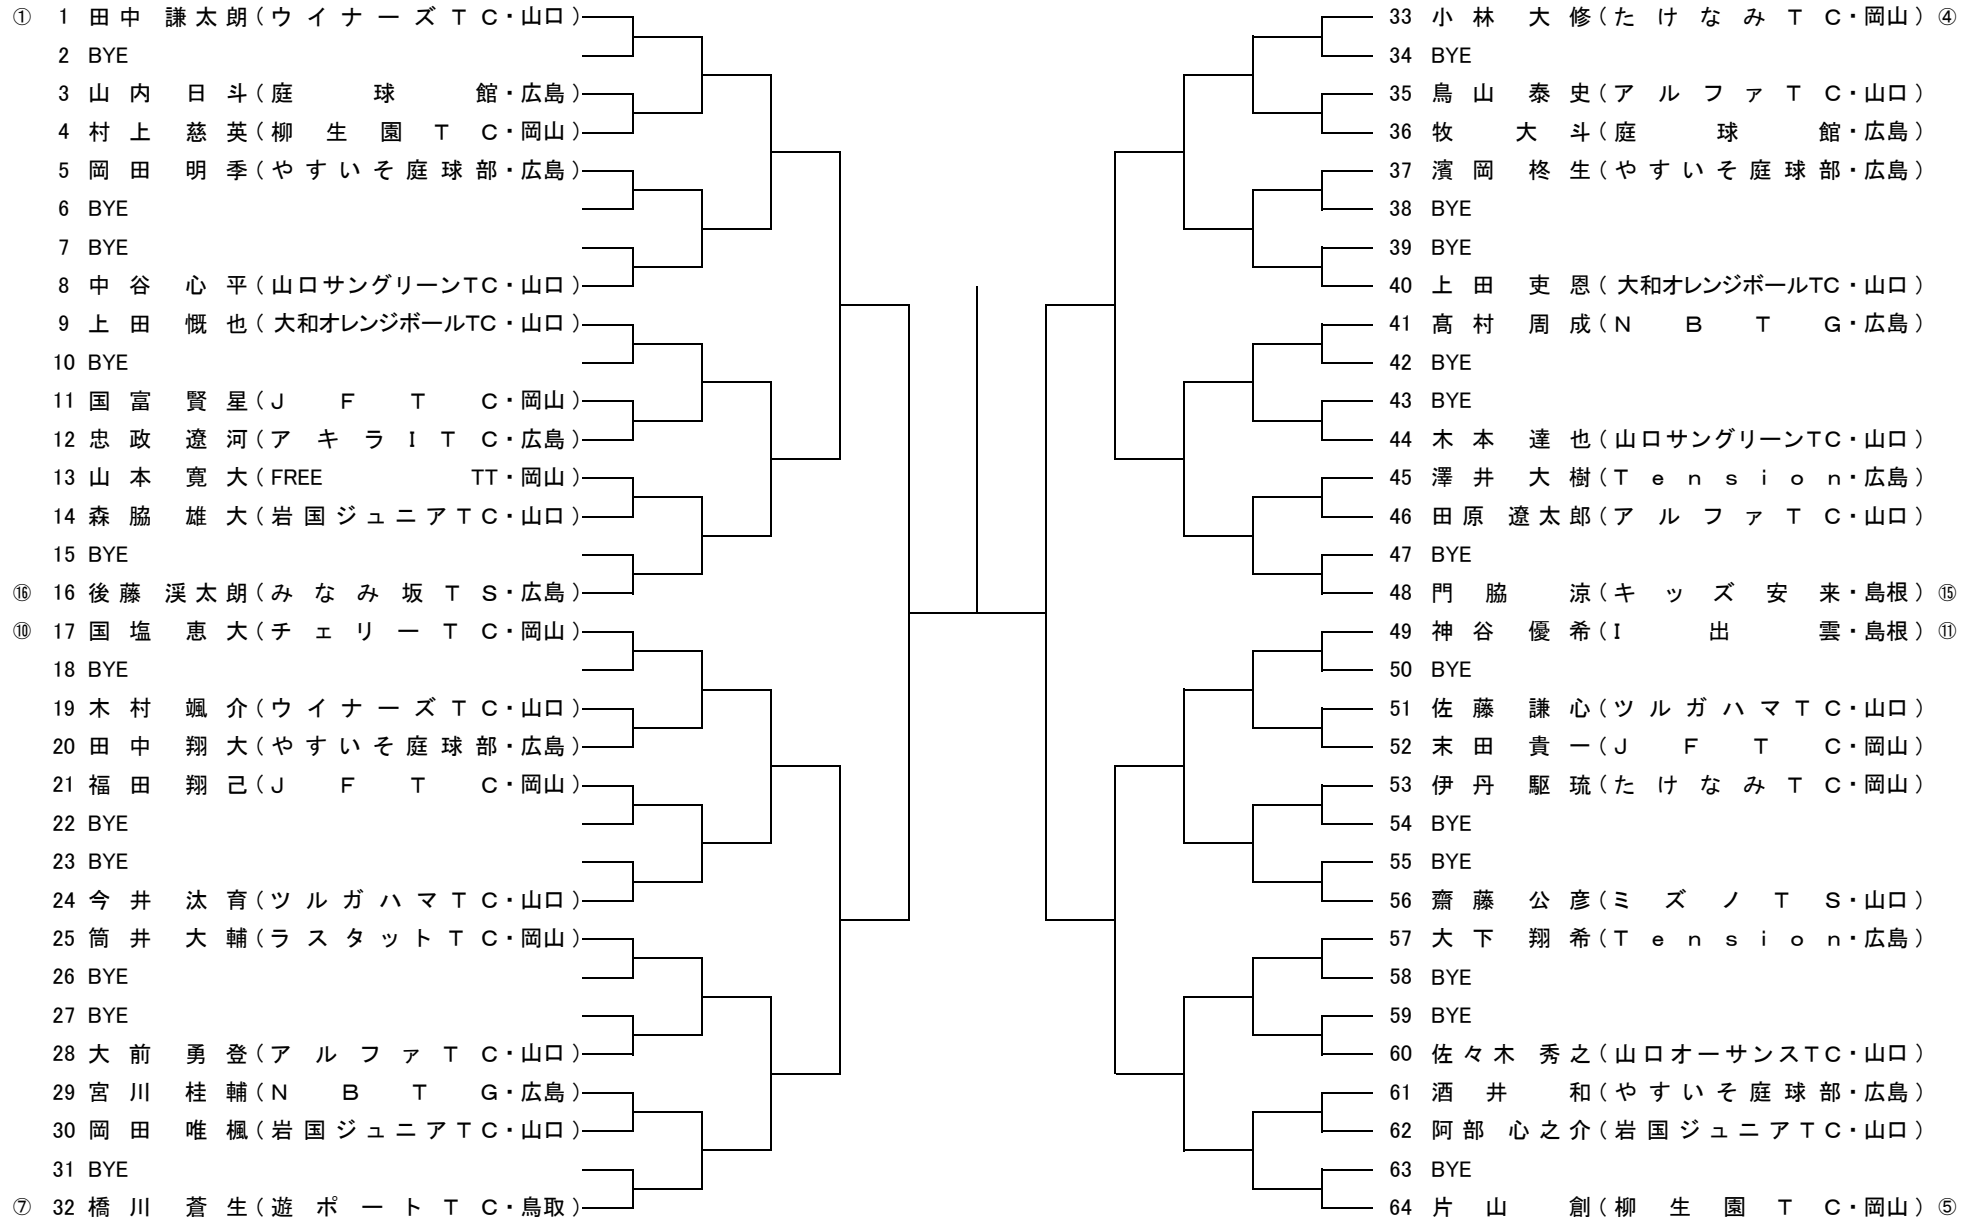 ① 1 田中 謙太朗(ウイナーズTC・山口)
2 BYE
3 山内 日斗(庭球館・広島)
4 村上 慈英(柳生園TC・岡山)
5 岡田 明季(やすいそ庭球部・広島)
6 BYE
7 BYE
8 中谷 心平(山口サングリーンTC・山口)
9 上田 慨也(大和オレンジボールTC・山口)
10 BYE
11 国富 賢星(JFTC・岡山)
12 忠政 遼河(アキラITC・広島)
13 山本 寛大(FREE TT・岡山)
14 森脇 雄大(岩国ジュニアTC・山口)
15 BYE
⑯ 16 後藤 渓太朗(みなみ坂TS・広島)
⑩ 17 国塩 恵大(チェリーTC・岡山)
18 BYE
19 木村 颯介(ウイナーズTC・山口)
20 田中 翔大(やすいそ庭球部・広島)
21 福田 翔己(JFTC・岡山)
22 BYE
23 BYE
24 今井 汰育(ツルガハマTC・山口)
25 筒井 大輔(ラスタットTC・岡山)
26 BYE
27 BYE
28 大前 勇登(アルファTC・山口)
29 宮川 桂輔(NBTG・広島)
30 岡田 唯楓(岩国ジュニアTC・山口)
31 BYE
⑦ 32 橋川 蒼生(遊ポートTC・鳥取)
33 小林 大修(たけなみTC・岡山) ④
34 BYE
35 鳥山 泰史(アルファTC・山口)
36 牧 大斗(庭球館・広島)
37 濱岡 柊生(やすいそ庭球部・広島)
38 BYE
39 BYE
40 上田 吏恩(大和オレンジボールTC・山口)
41 髙村 周成(NBTG・広島)
42 BYE
43 BYE
44 木本 達也(山口サングリーンTC・山口)
45 澤井 大樹(Tension・広島)
46 田原 遼太郎(アルファTC・山口)
47 BYE
48 門脇 涼(キッズ安来・島根) ⑮
49 神谷 優希(I出雲・島根) ⑪
50 BYE
51 佐藤 謙心(ツルガハマTC・山口)
52 末田 貴一(JFTC・岡山)
53 伊丹 駆琉(たけなみTC・岡山)
54 BYE
55 BYE
56 齋藤 公彦(ミズノTS・山口)
57 大下 翔希(Tension・広島)
58 BYE
59 BYE
60 佐々木 秀之(山口オーサンスTC・山口)
61 酒井 和(やすいそ庭球部・広島)
62 阿部 心之介(岩国ジュニアTC・山口)
63 BYE
64 片山 創(柳生園TC・岡山) ⑤